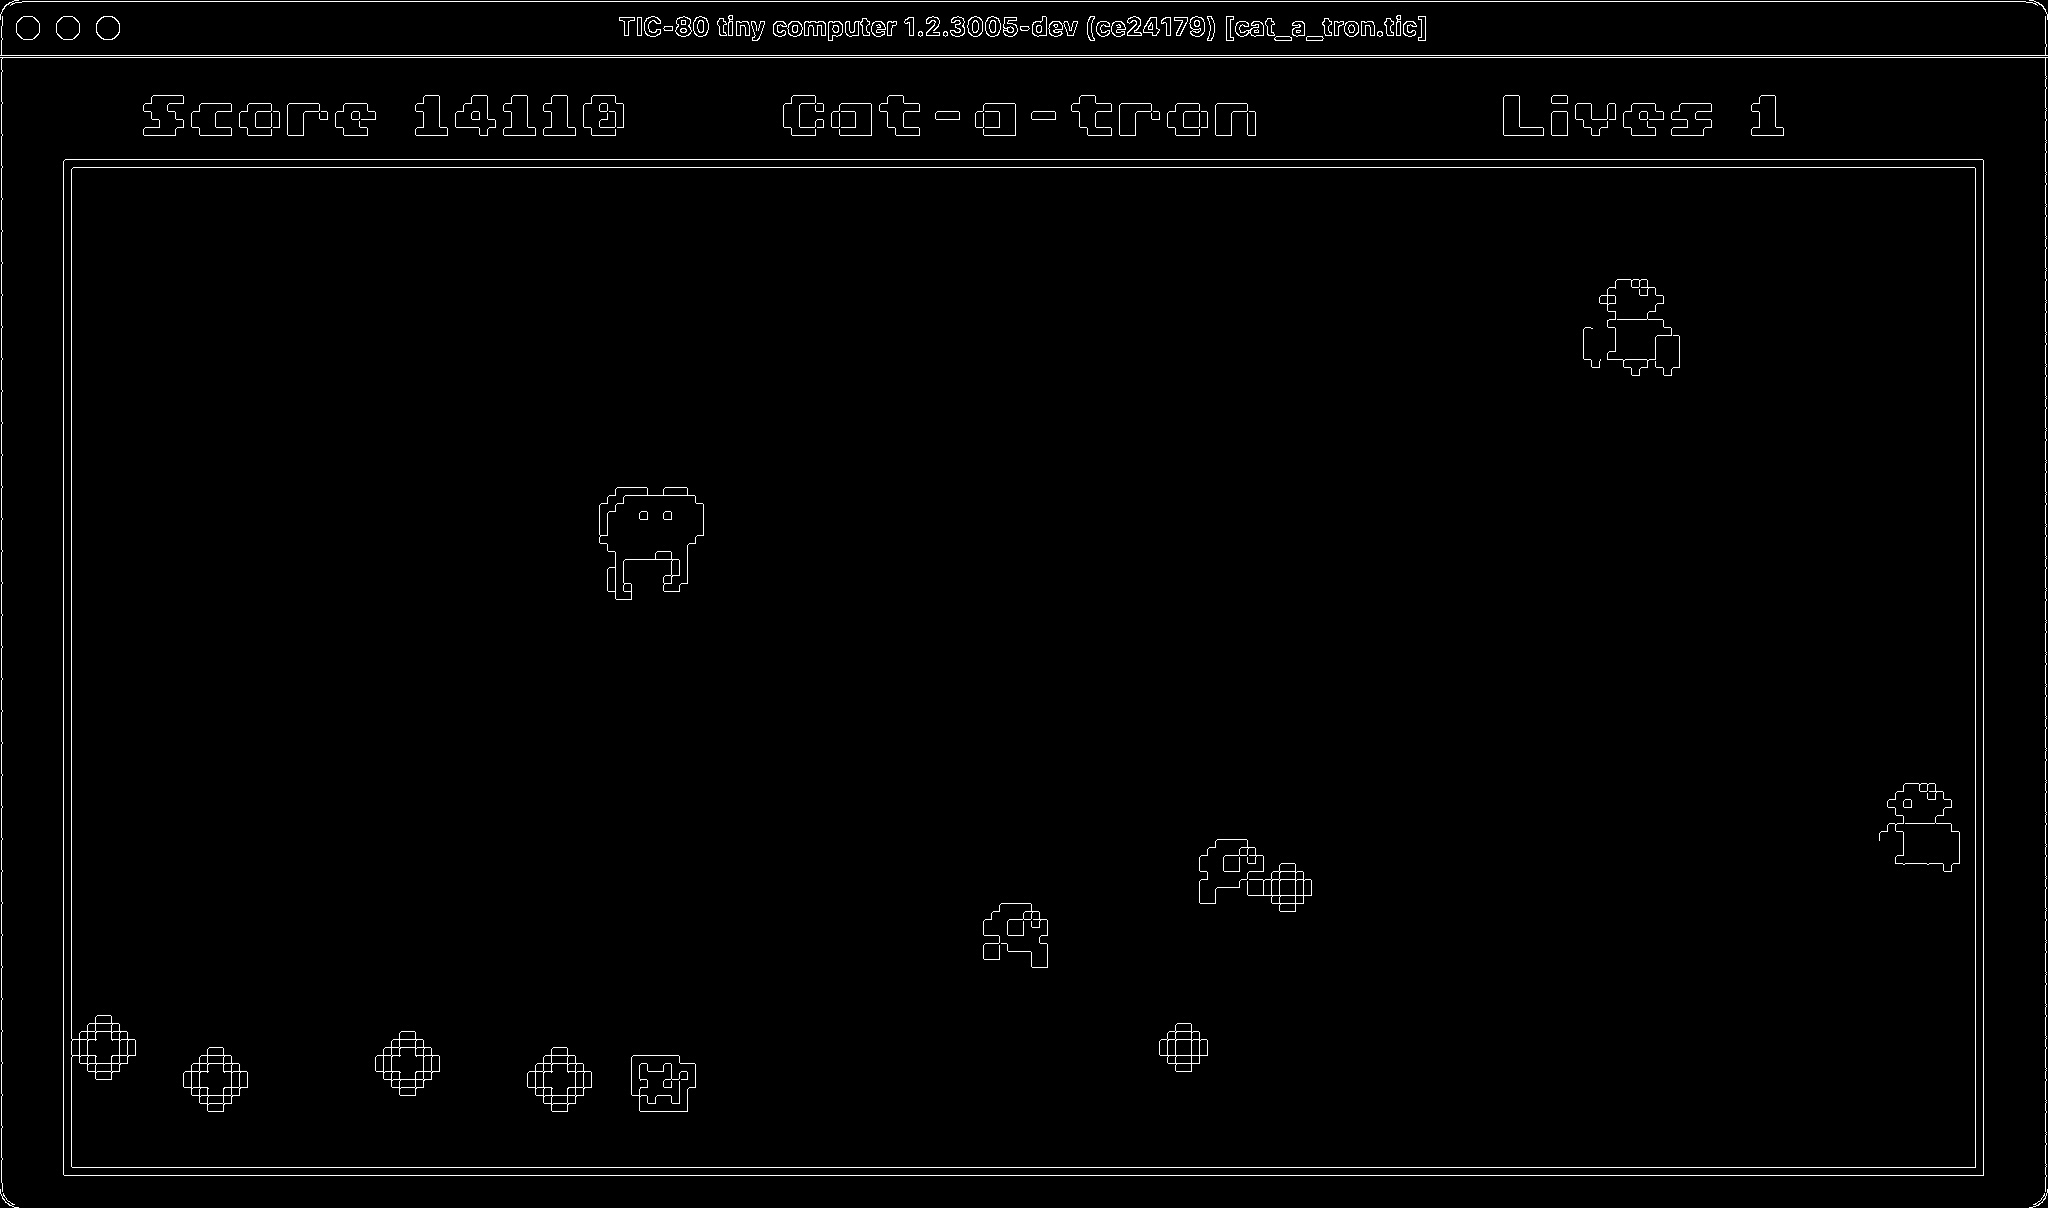 TIC-80 tiny computer 1.2.3005-dev (ce24179) [cat_a_tron.tic]
Score 14110 Cat-a-tron Lives 1